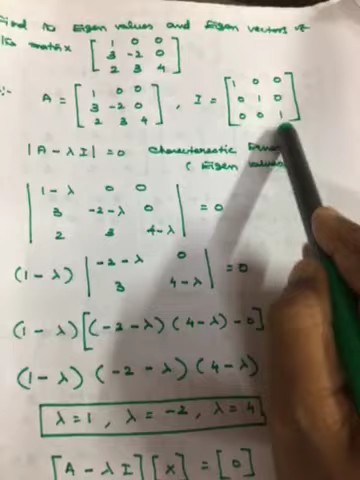 Find to Eigen values and Eigen vectors of
matrix [1 0 0
3 -2 0
2 3 4]
:- A = [1 0 0
3 -2 0
2 3 4] , I = [1 0 0
0 1 0
0 0 1]
|A - λI| = 0
(Eigen values
|1-λ 0 0
3 -2-λ 0
2 3 4-λ| = 0
(1-λ) |-2-λ 0
3 4-λ| = 0
(1-λ) [(-2-λ) (4-λ) -0]
(1-λ) (-2-λ) (4-λ)
λ=1 , λ=-2 , λ=4
[A - λI] [X] = [0]